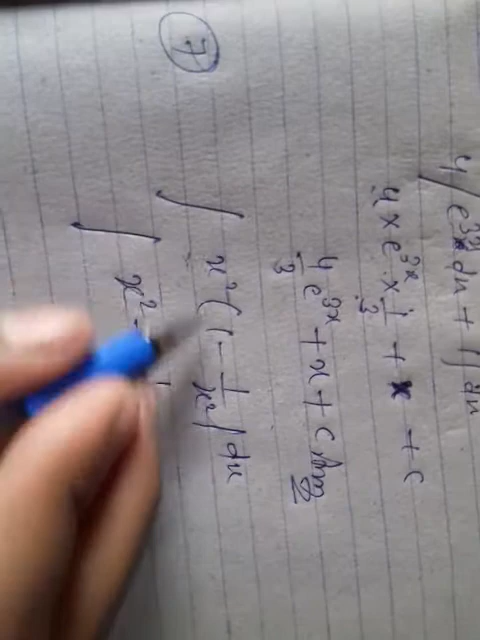 4∫e^{3x}dx + ∫dx
4 × e^{3x} × 1/3 + x + c
4/3 e^{3x} + x + c Ans
7
∫ x² (1 - 1/x²) dx
∫ x² -